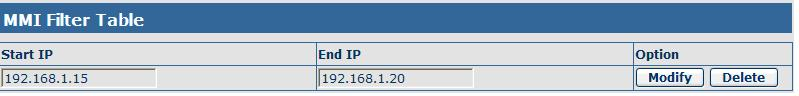 MMI Filter Table
Start IP End IP Option
192.168.1.15 192.168.1.20 Modify Delete